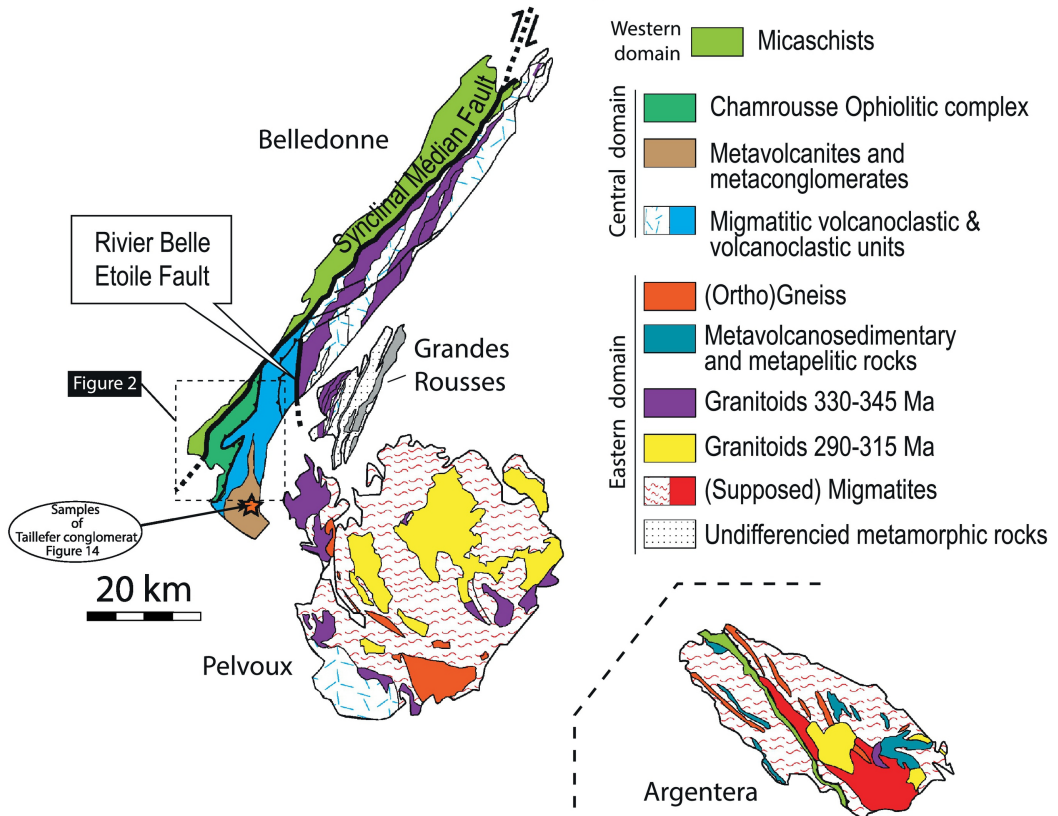 Belledonne
Synclinal Médian Fault
Rivier Belle
Etoile Fault
Figure 2
Grandes
Rousses
Samples
of
Taillefer conglomerat
Figure 14
20 km
Pelvoux
Argentera
Western
domain
Micaschists
Central domain
Chamrousse Ophiolitic complex
Metavolcanites and
metaconglomerates
Migmatitic volcanoclastic &
volcanoclastic units
Eastern domain
(Ortho)Gneiss
Metavolcanosedimentary
and metapelitic rocks
Granitoids 330-345 Ma
Granitoids 290-315 Ma
(Supposed) Migmatites
Undifferencied metamorphic rocks